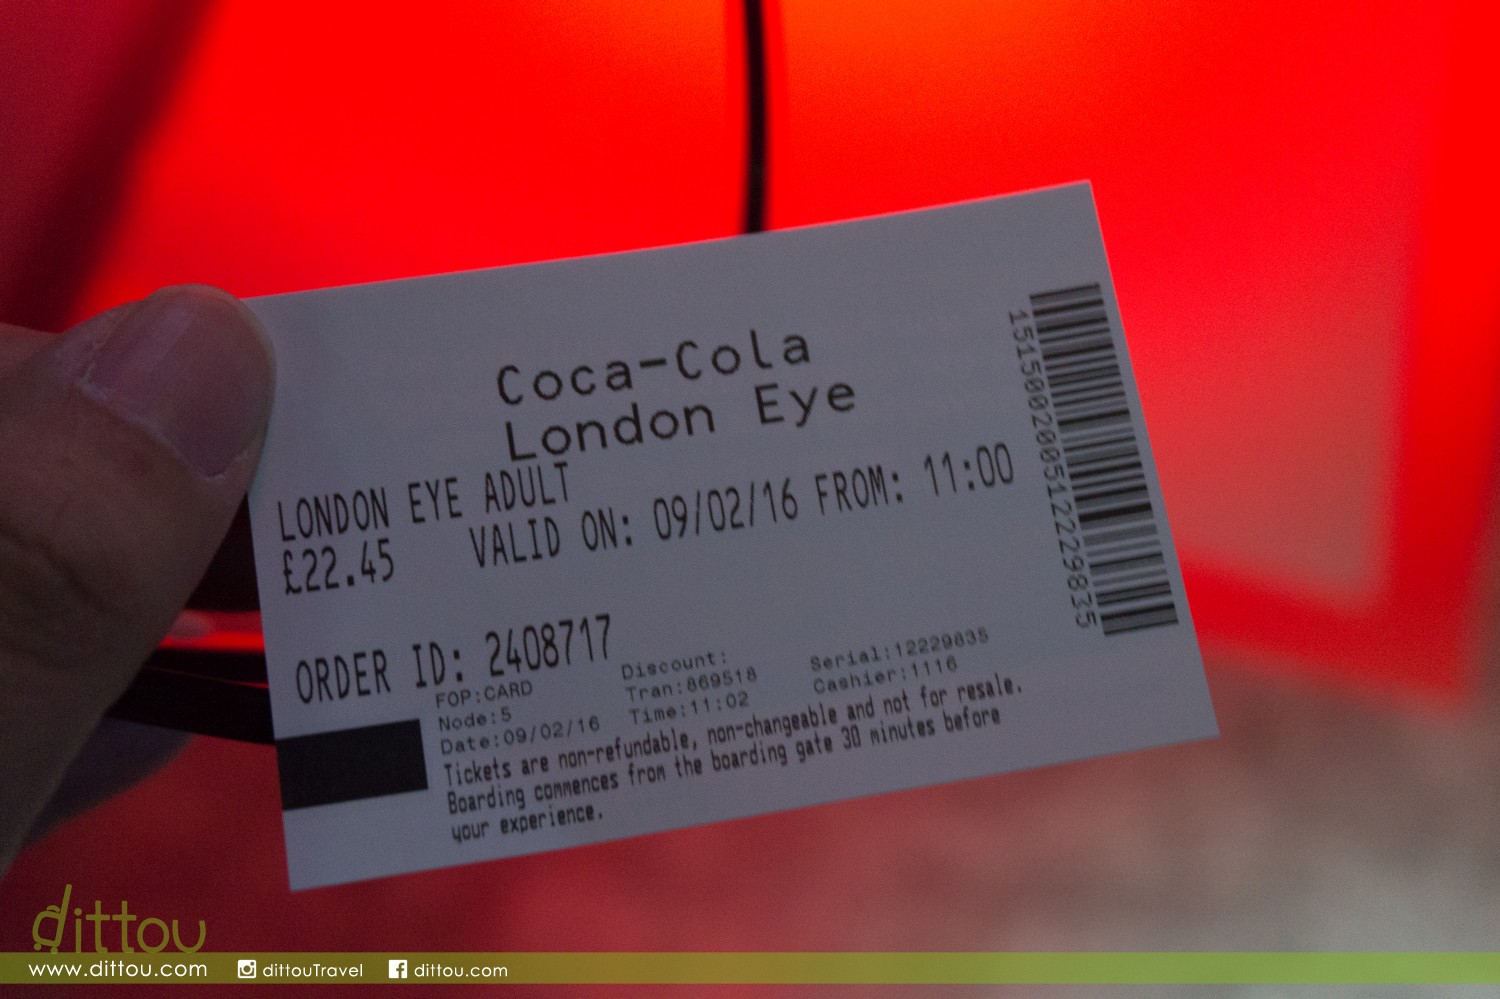 Coca-Cola
London Eye
LONDON EYE ADULT
£22.45 VALID ON: 09/02/16 FROM: 11:00
ORDER ID: 2408717
FOP:CARD Discount: Serial:12229835
Node:5 Tran:869518 Cashier:1116
Date:09/02/16 Time:11:02
Tickets are non-refundable, non-changeable and not for resale.
Boarding commences from the boarding gate 30 minutes before
your experience.
151500200512229835
dittou
www.dittou.com dittouTravel dittou.com